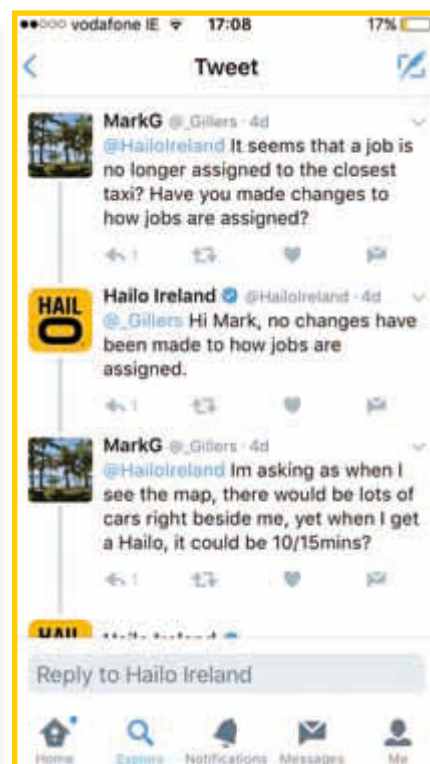 vodafone IE 17:08 17%
Tweet
MarkG @_Gillers · 4d
@HailoIreland It seems that a job is
no longer assigned to the closest
taxi? Have you made changes to
how jobs are assigned?
1
HAIL
O
Hailo Ireland @HailoIreland · 4d
@_Gillers Hi Mark, no changes have
been made to how jobs are
assigned.
1
MarkG @_Gillers · 4d
@HailoIreland Im asking as when I
see the map, there would be lots of
cars right beside me, yet when I get
a Hailo, it could be 10/15mins?
1
Reply to Hailo Ireland
Home Explore Notifications Messages Me